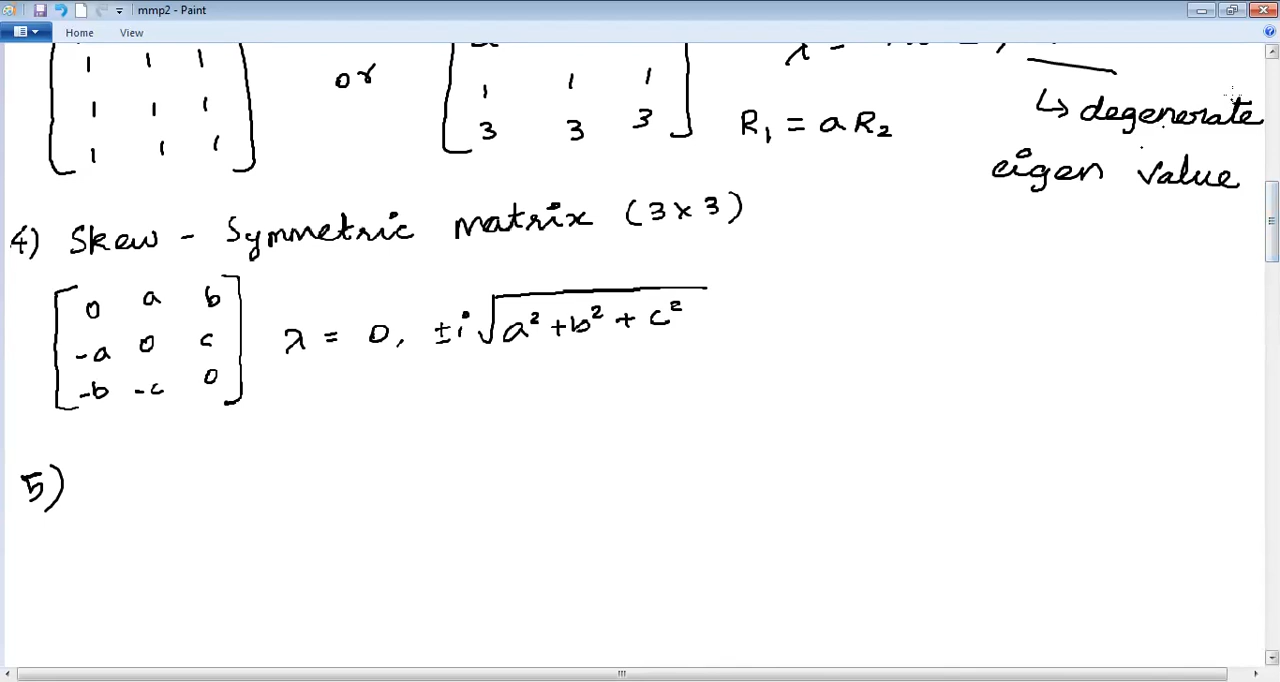 mmp2 - Paint
Home View
1 1 1
or
1 1 1
1 1 1
1 1 1
3 3 3
R₁ = a R₂
↳ degenerate
eigen value
4) Skew - Symmetric matrix (3 x 3)
0 a b
-a 0 c
-b -c 0
λ = 0, ±i √a² + b² + c²
5)